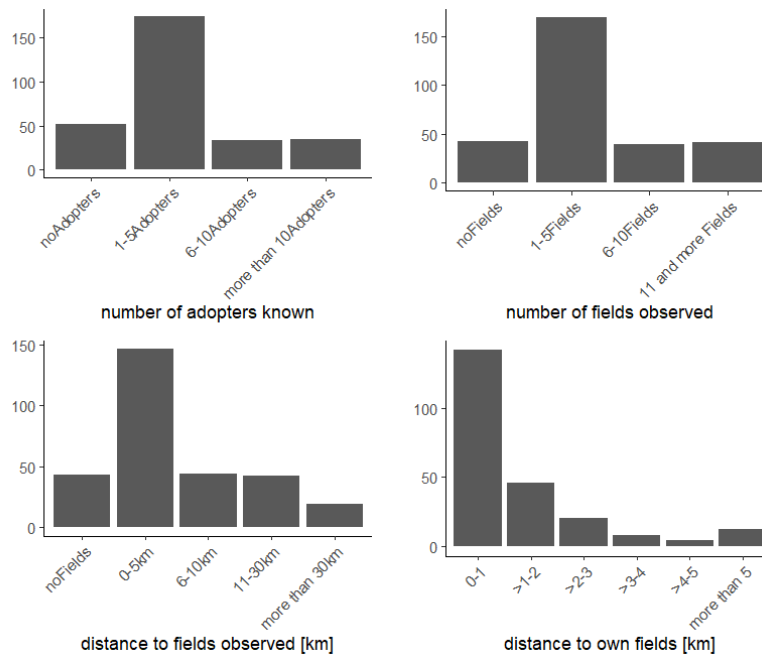 150
100
50
0
noAdopters
1-5Adopters
6-10Adopters
more than 10Adopters
number of adopters known
150
100
50
0
noFields
1-5Fields
6-10Fields
11 and more Fields
number of fields observed
150
100
50
0
noFields
0-5km
6-10km
11-30km
more than 30km
distance to fields observed [km]
100
50
0
0-1
>1-2
>2-3
>3-4
>4-5
more than 5
distance to own fields [km]